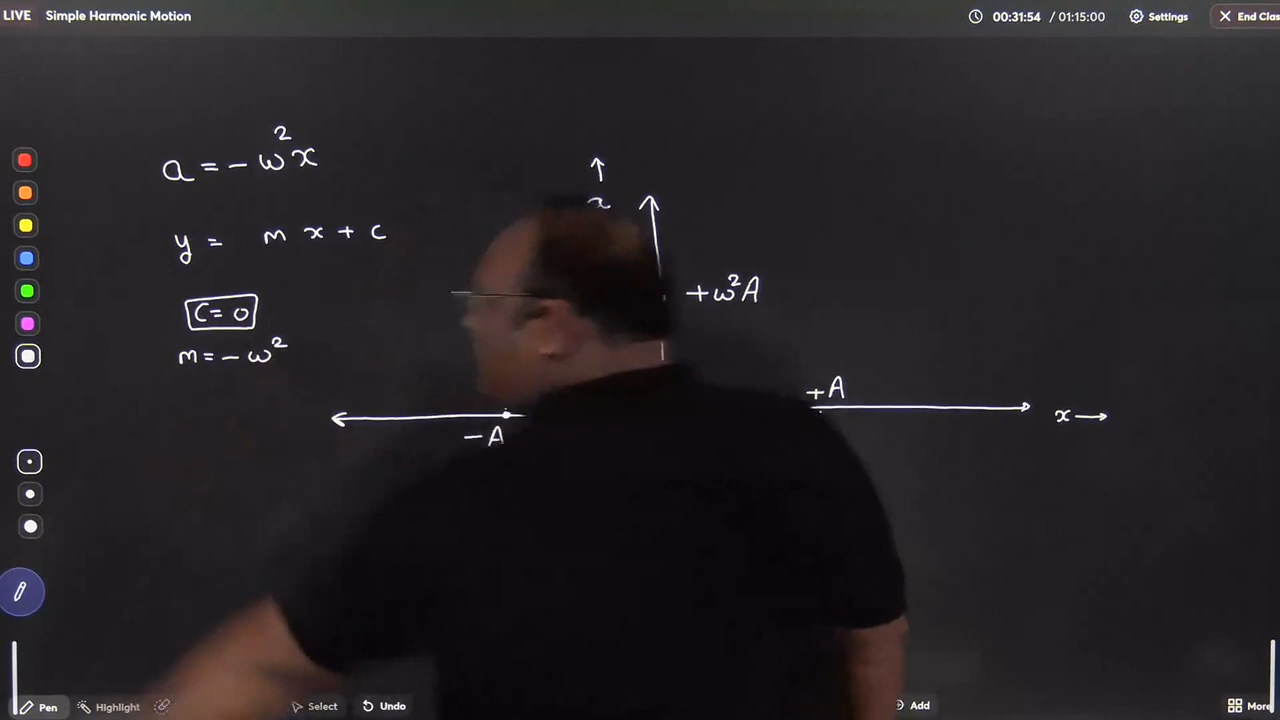 LIVE Simple Harmonic Motion
00:31:54 / 01:15:00 Settings End Clas
a = - ω²x
y = m x + c
C = 0
m = - ω²
+ω²A
+A
-A
x →
Pen Highlight Select Undo Add More